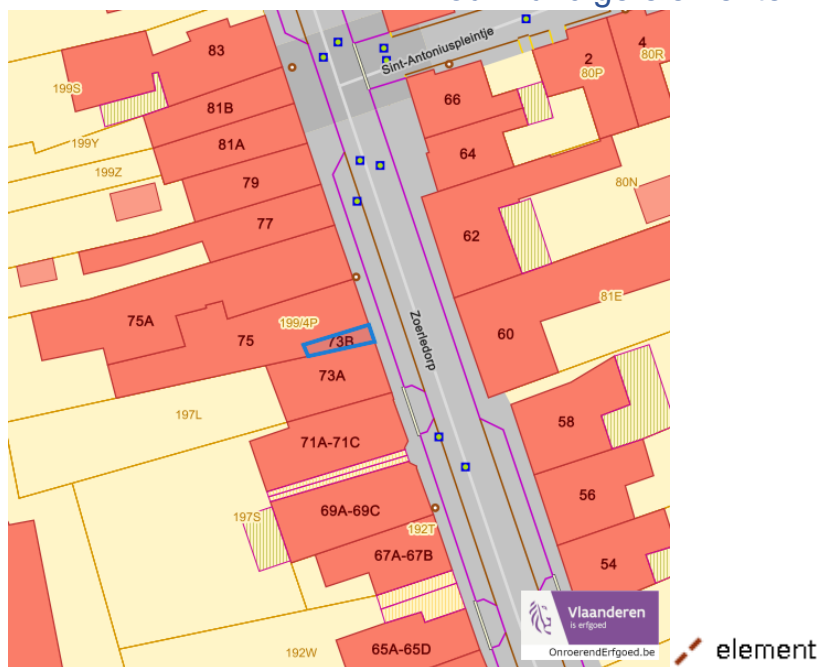 83
Sint-Antoniuspleintje
2
4
80P
80R
199S
81B
66
199Y
81A
64
199Z
79
80N
77
62
75A
199/4P
81E
75
73B
Zoerledorp
60
73A
197L
71A-71C
58
69A-69C
56
197S
192T
67A-67B
54
Vlaanderen
is erfgoed
OnroerendErfgoed.be
192W
65A-65D
element